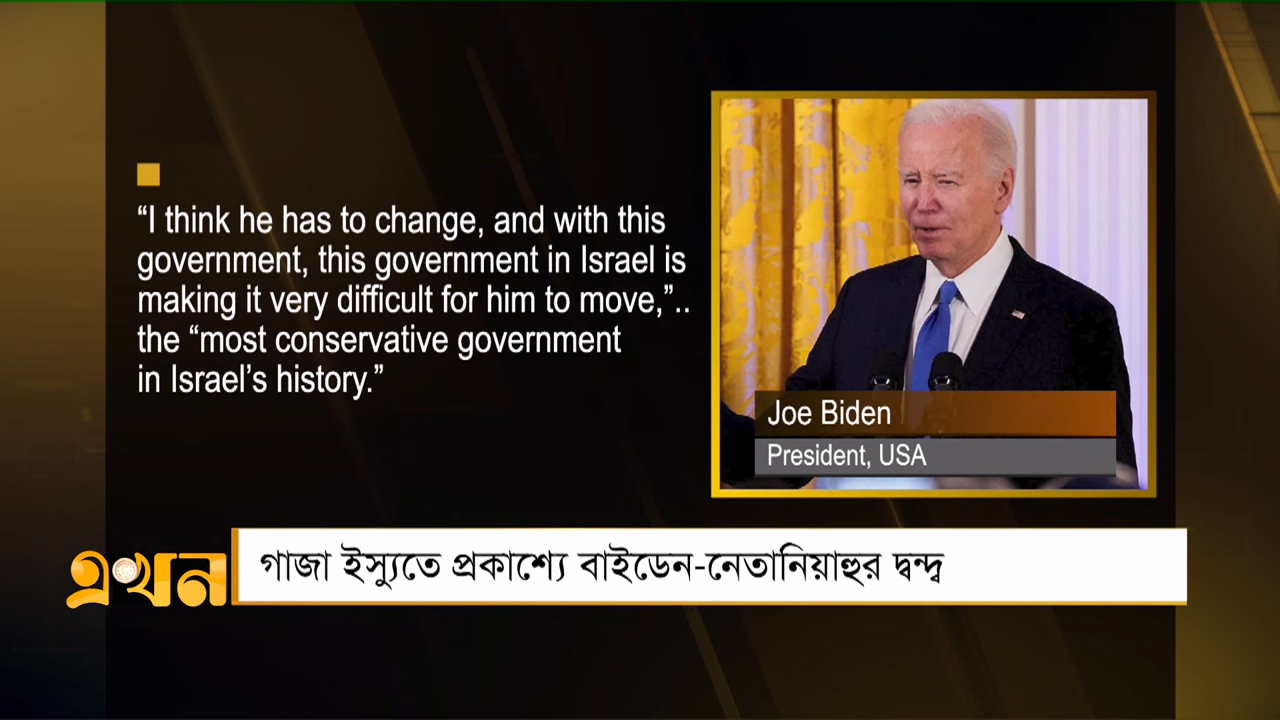 “I think he has to change, and with this
government, this government in Israel is
making it very difficult for him to move,”..
the “most conservative government
in Israel’s history.”
Joe Biden
President, USA
এখন
গাজা ইস্যুতে প্রকাশ্যে বাইডেন-নেতানিয়াহুর দ্বন্দ্ব